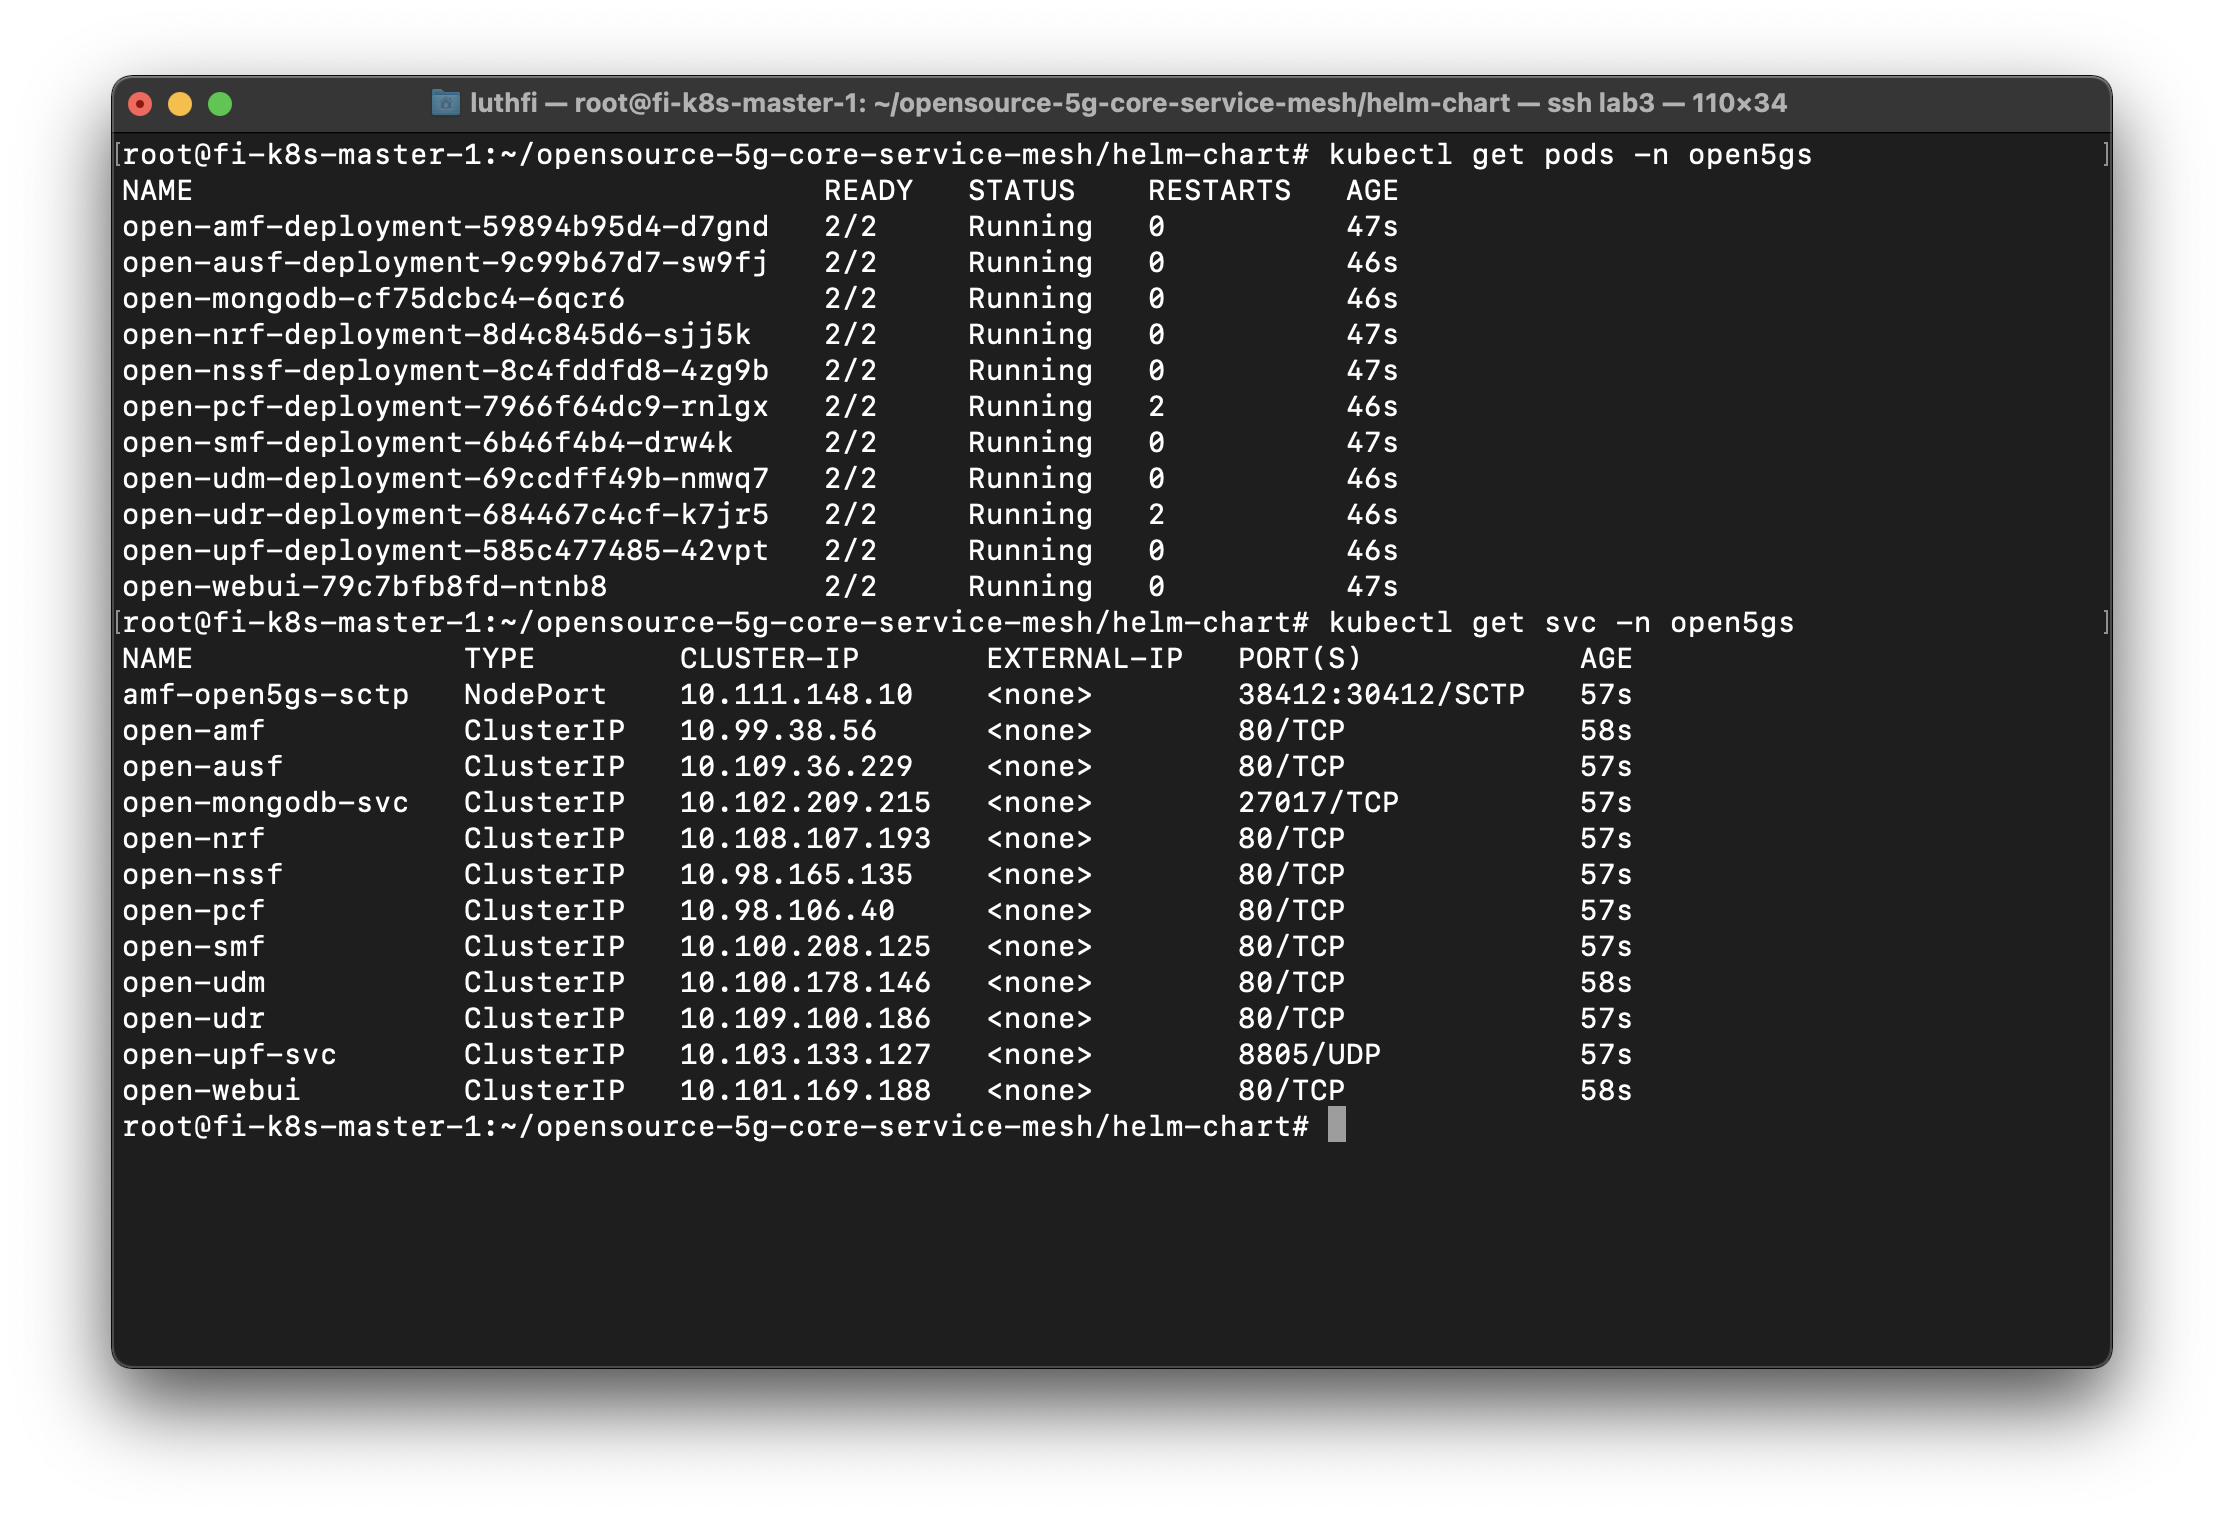 luthfi — root@fi-k8s-master-1: ~/opensource-5g-core-service-mesh/helm-chart — ssh lab3 — 110×34
[root@fi-k8s-master-1:~/opensource-5g-core-service-mesh/helm-chart# kubectl get pods -n open5gs ]
NAME READY STATUS RESTARTS AGE
open-amf-deployment-59894b95d4-d7gnd 2/2 Running 0 47s
open-ausf-deployment-9c99b67d7-sw9fj 2/2 Running 0 46s
open-mongodb-cf75dcbc4-6qcr6 2/2 Running 0 46s
open-nrf-deployment-8d4c845d6-sjj5k 2/2 Running 0 47s
open-nssf-deployment-8c4fddfd8-4zg9b 2/2 Running 0 47s
open-pcf-deployment-7966f64dc9-rnlgx 2/2 Running 2 46s
open-smf-deployment-6b46f4b4-drw4k 2/2 Running 0 47s
open-udm-deployment-69ccdff49b-nmwq7 2/2 Running 0 46s
open-udr-deployment-684467c4cf-k7jr5 2/2 Running 2 46s
open-upf-deployment-585c477485-42vpt 2/2 Running 0 46s
open-webui-79c7bfb8fd-ntnb8 2/2 Running 0 47s
[root@fi-k8s-master-1:~/opensource-5g-core-service-mesh/helm-chart# kubectl get svc -n open5gs ]
NAME TYPE CLUSTER-IP EXTERNAL-IP PORT(S) AGE
amf-open5gs-sctp NodePort 10.111.148.10 <none> 38412:30412/SCTP 57s
open-amf ClusterIP 10.99.38.56 <none> 80/TCP 58s
open-ausf ClusterIP 10.109.36.229 <none> 80/TCP 57s
open-mongodb-svc ClusterIP 10.102.209.215 <none> 27017/TCP 57s
open-nrf ClusterIP 10.108.107.193 <none> 80/TCP 57s
open-nssf ClusterIP 10.98.165.135 <none> 80/TCP 57s
open-pcf ClusterIP 10.98.106.40 <none> 80/TCP 57s
open-smf ClusterIP 10.100.208.125 <none> 80/TCP 57s
open-udm ClusterIP 10.100.178.146 <none> 80/TCP 58s
open-udr ClusterIP 10.109.100.186 <none> 80/TCP 57s
open-upf-svc ClusterIP 10.103.133.127 <none> 8805/UDP 57s
open-webui ClusterIP 10.101.169.188 <none> 80/TCP 58s
root@fi-k8s-master-1:~/opensource-5g-core-service-mesh/helm-chart#